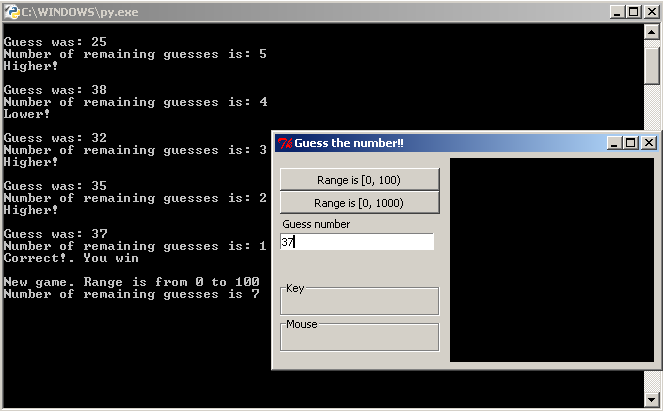 C:\WINDOWS\py.exe
Guess was: 25
Number of remaining guesses is: 5
Higher!
Guess was: 38
Number of remaining guesses is: 4
Lower!
Guess was: 32
Number of remaining guesses is: 3
Higher!
Guess was: 35
Number of remaining guesses is: 2
Higher!
Guess was: 37
Number of remaining guesses is: 1
Correct!. You win
New game. Range is from 0 to 100
Number of remaining guesses is 7
Guess the number!!
Range is [0, 100)
Range is [0, 1000)
Guess number
37
Key
Mouse